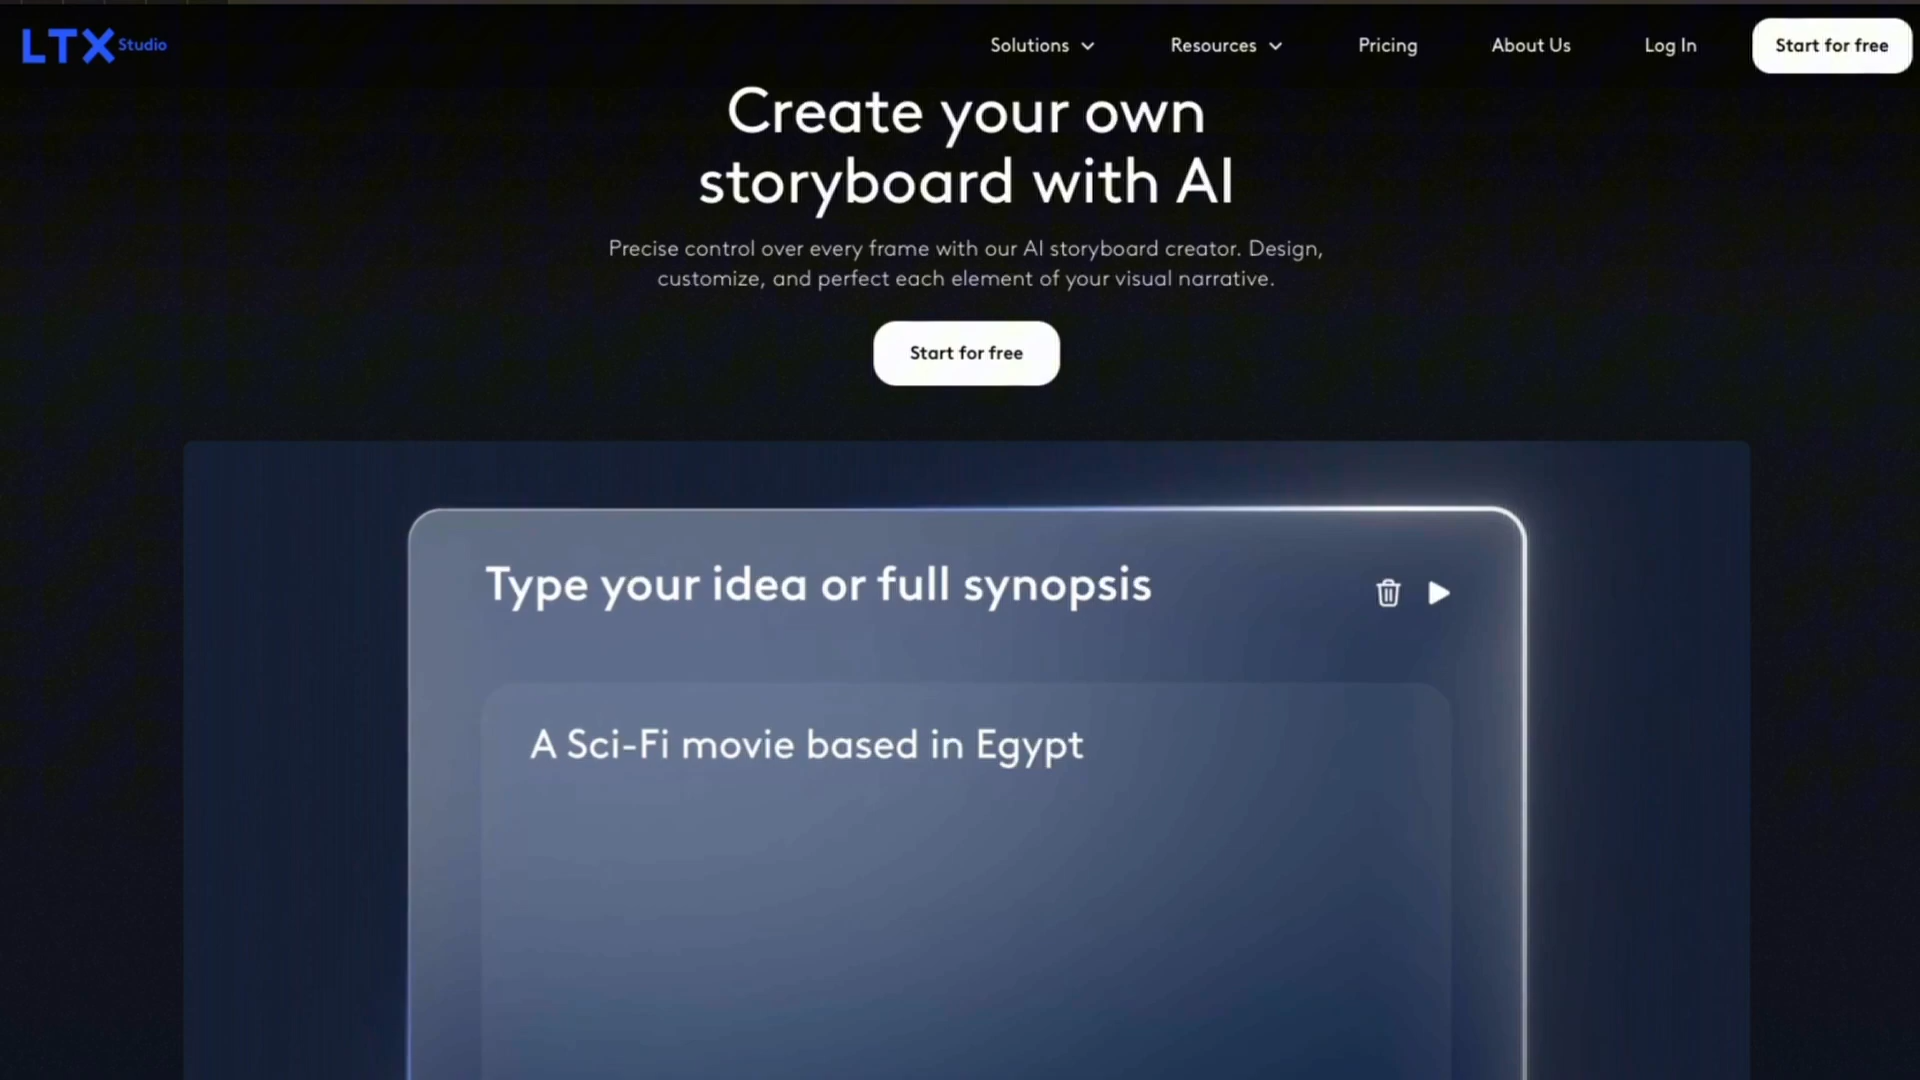 LTX Studio
Solutions
Resources
Pricing
About Us
Log In
Start for free
Create your own
storyboard with AI
Precise control over every frame with our AI storyboard creator. Design,
customize, and perfect each element of your visual narrative.
Start for free
Type your idea or full synopsis
A Sci-Fi movie based in Egypt